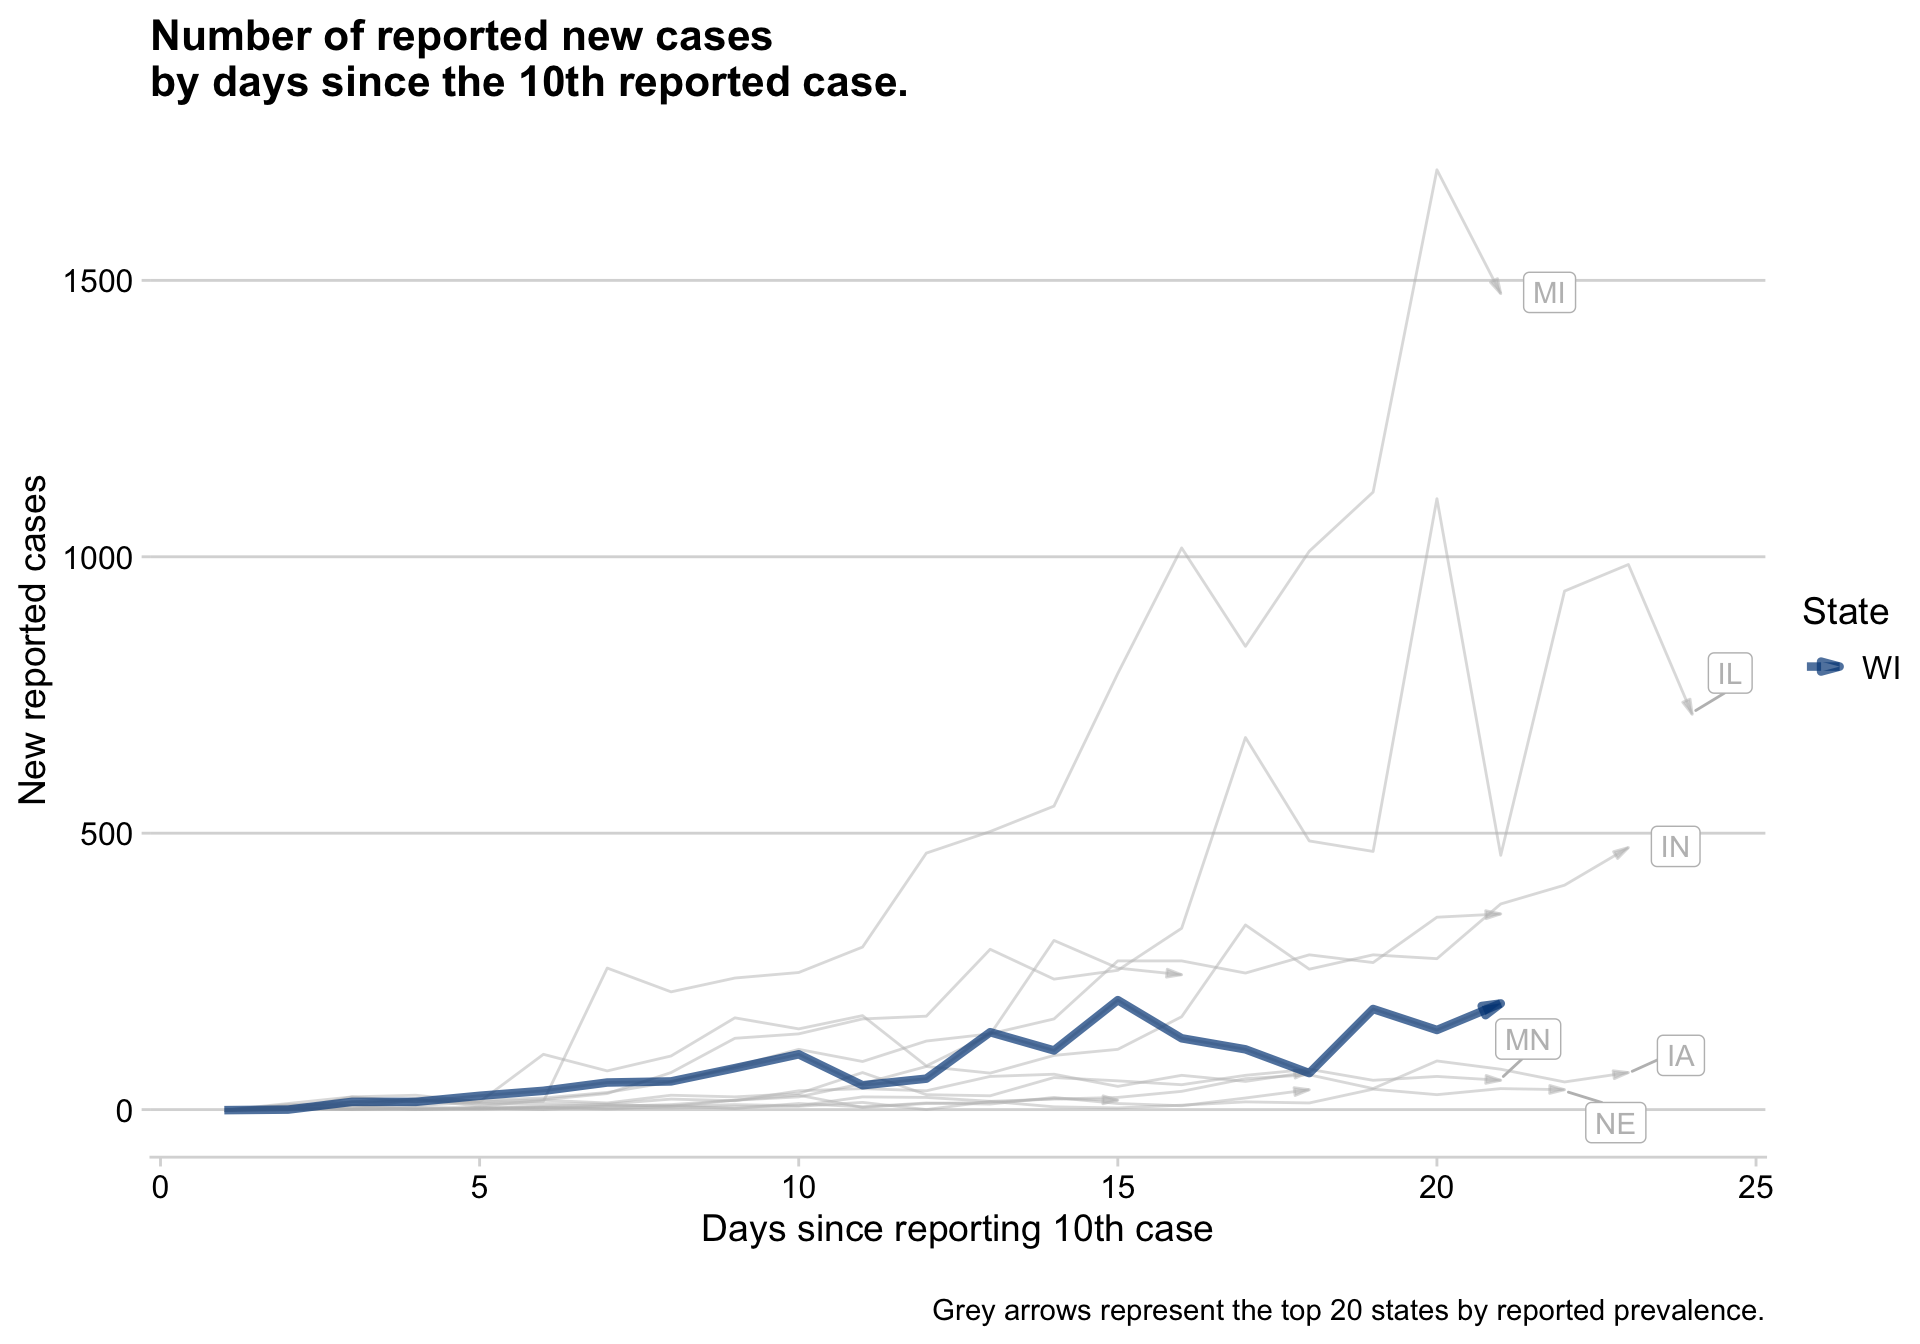 Number of reported new cases
by days since the 10th reported case.
New reported cases
1500
1000
500
0
MI
IL
IN
MN
IA
NE
State
WI
0 5 10 15 20 25
Days since reporting 10th case
Grey arrows represent the top 20 states by reported prevalence.